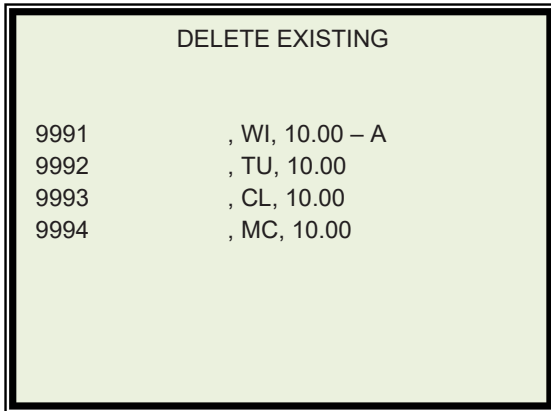 DELETE EXISTING
9991 , WI, 10.00 – A
9992 , TU, 10.00
9993 , CL, 10.00
9994 , MC, 10.00